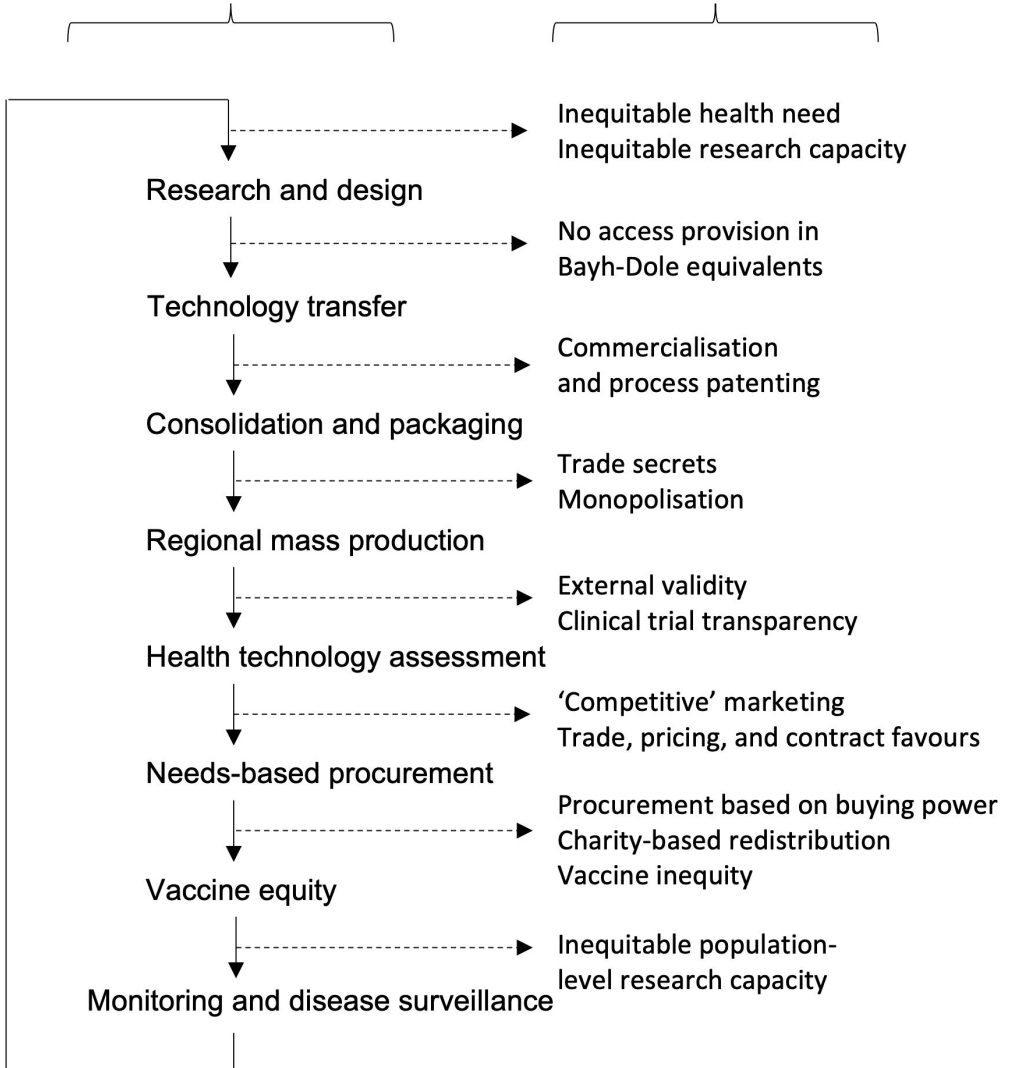 Inequitable health need
Inequitable research capacity
Research and design
No access provision in
Bayh-Dole equivalents
Technology transfer
Commercialisation
and process patenting
Consolidation and packaging
Trade secrets
Monopolisation
Regional mass production
External validity
Clinical trial transparency
Health technology assessment
‘Competitive’ marketing
Trade, pricing, and contract favours
Needs-based procurement
Procurement based on buying power
Charity-based redistribution
Vaccine inequity
Vaccine equity
Inequitable population-
level research capacity
Monitoring and disease surveillance